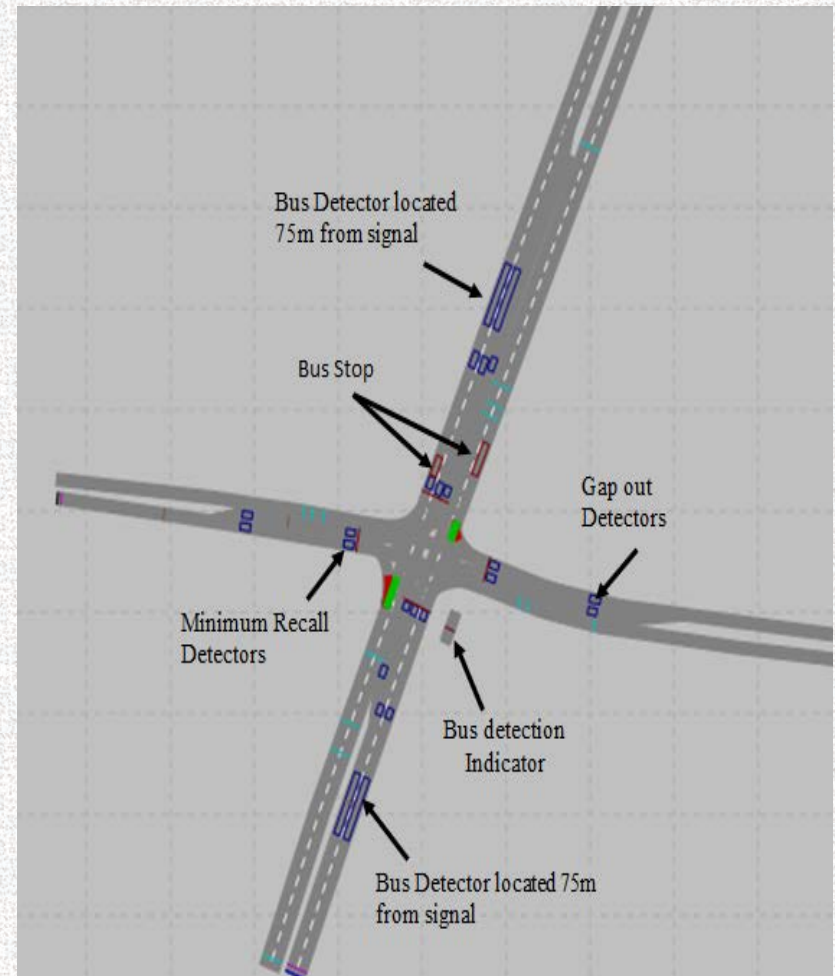 Bus Detector located
75m from signal
Bus Stop
Gap out
Detectors
Minimum Recall
Detectors
Bus detection
Indicator
Bus Detector located 75m
from signal